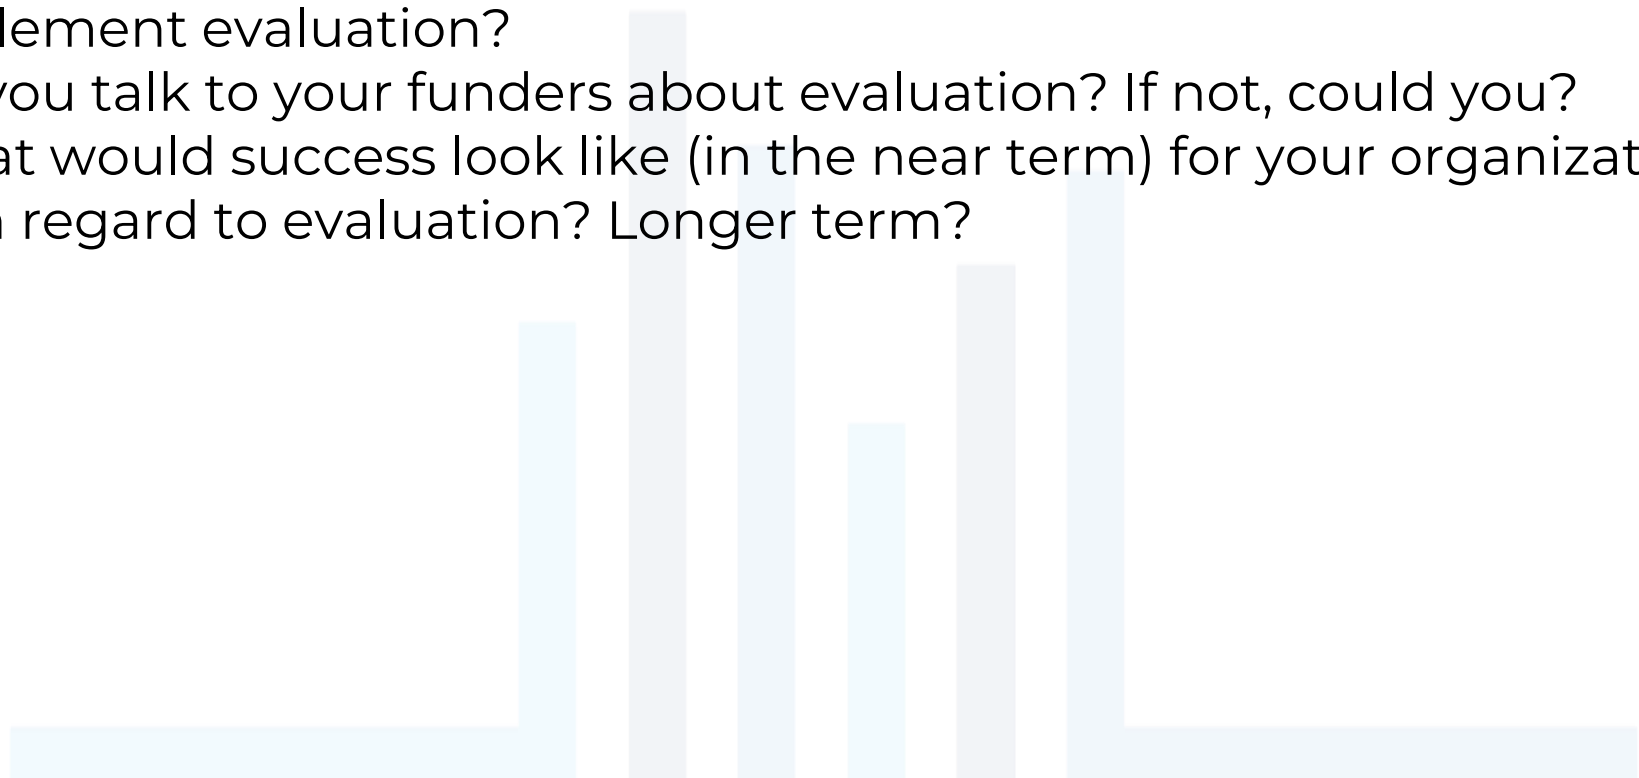 lement evaluation?
you talk to your funders about evaluation? If not, could you?
at would success look like (in the near term) for your organizat
regard to evaluation? Longer term?